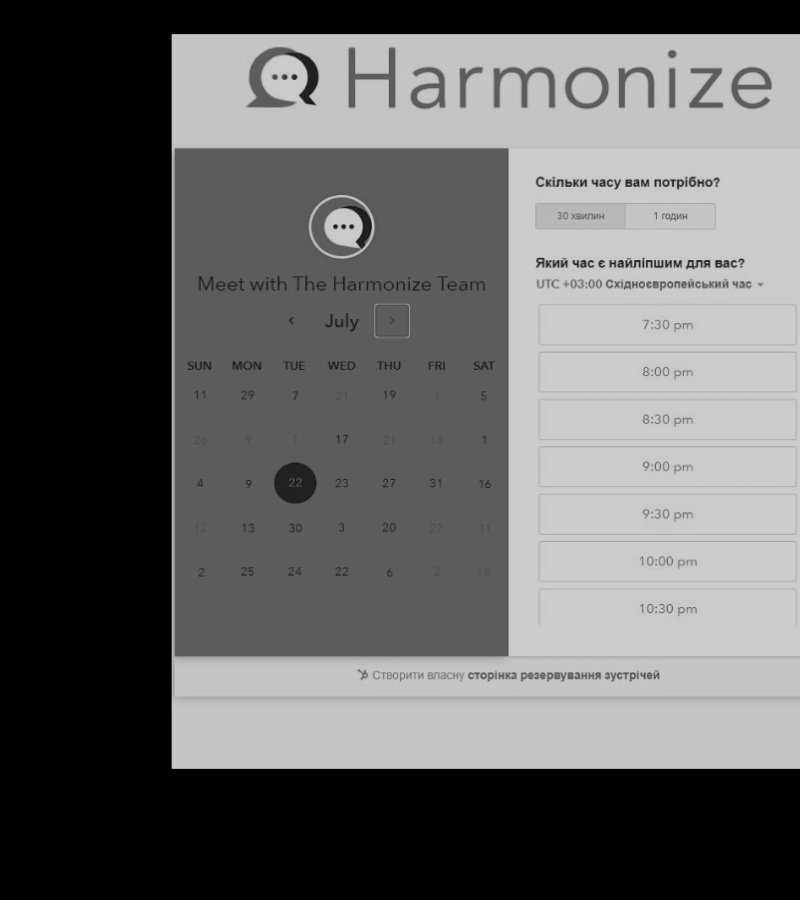 Harmonize
Meet with The Harmonize Team
July
SUN MON TUE WED THU FRI SAT
11 29 7 21 19 1 5
26 9 1 17 21 18 1
4 9 22 23 27 31 16
12 13 30 3 20 27 31
2 25 24 22 6 2 18
Скільки часу вам потрібно?
30 хвилин 1 годин
Який час є найліпшим для вас?
UTC +03:00 Східноєвропейський час
7:30 pm
8:00 pm
8:30 pm
9:00 pm
9:30 pm
10:00 pm
10:30 pm
Створити власну сторінка резервування зустрічей